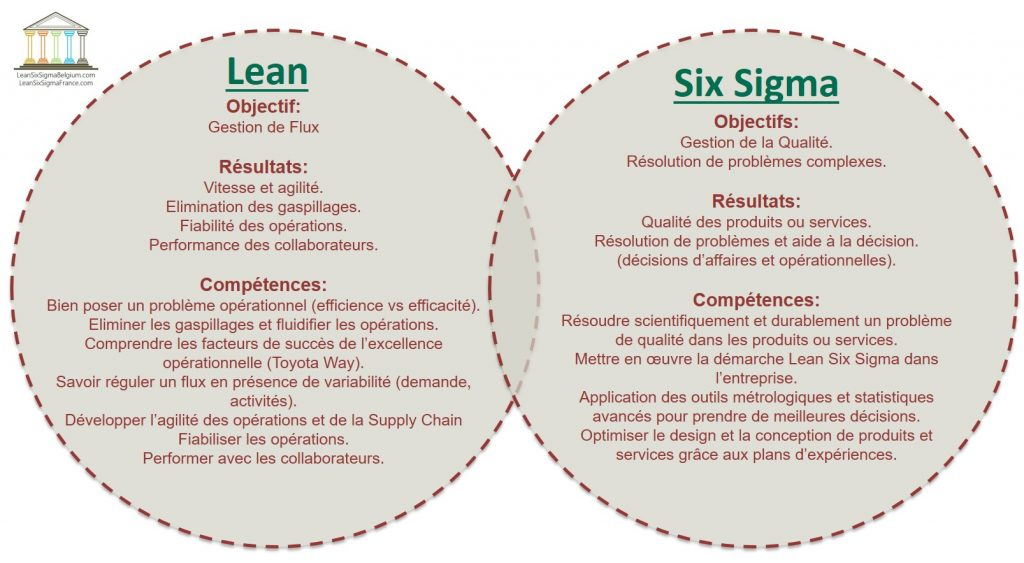 LeanSixSigmaBelgium.com
LeanSixSigmaFrance.com
Lean
Objectif:
Gestion de Flux
Résultats:
Vitesse et agilité.
Elimination des gaspillages.
Fiabilité des opérations.
Performance des collaborateurs.
Compétences:
Bien poser un problème opérationnel (efficience vs efficacité).
Eliminer les gaspillages et fluidifier les opérations.
Comprendre les facteurs de succès de l’excellence
opérationnelle (Toyota Way).
Savoir réguler un flux en présence de variabilité (demande,
activités).
Développer l’agilité des opérations et de la Supply Chain
Fiabiliser les opérations.
Performer avec les collaborateurs.
Six Sigma
Objectifs:
Gestion de la Qualité.
Résolution de problèmes complexes.
Résultats:
Qualité des produits ou services.
Résolution de problèmes et aide à la décision.
(décisions d’affaires et opérationnelles).
Compétences:
Résoudre scientifiquement et durablement un problème
de qualité dans les produits ou services.
Mettre en œuvre la démarche Lean Six Sigma dans
l’entreprise.
Application des outils métrologiques et statistiques
avancés pour prendre de meilleures décisions.
Optimiser le design et la conception de produits et
services grâce aux plans d’expériences.